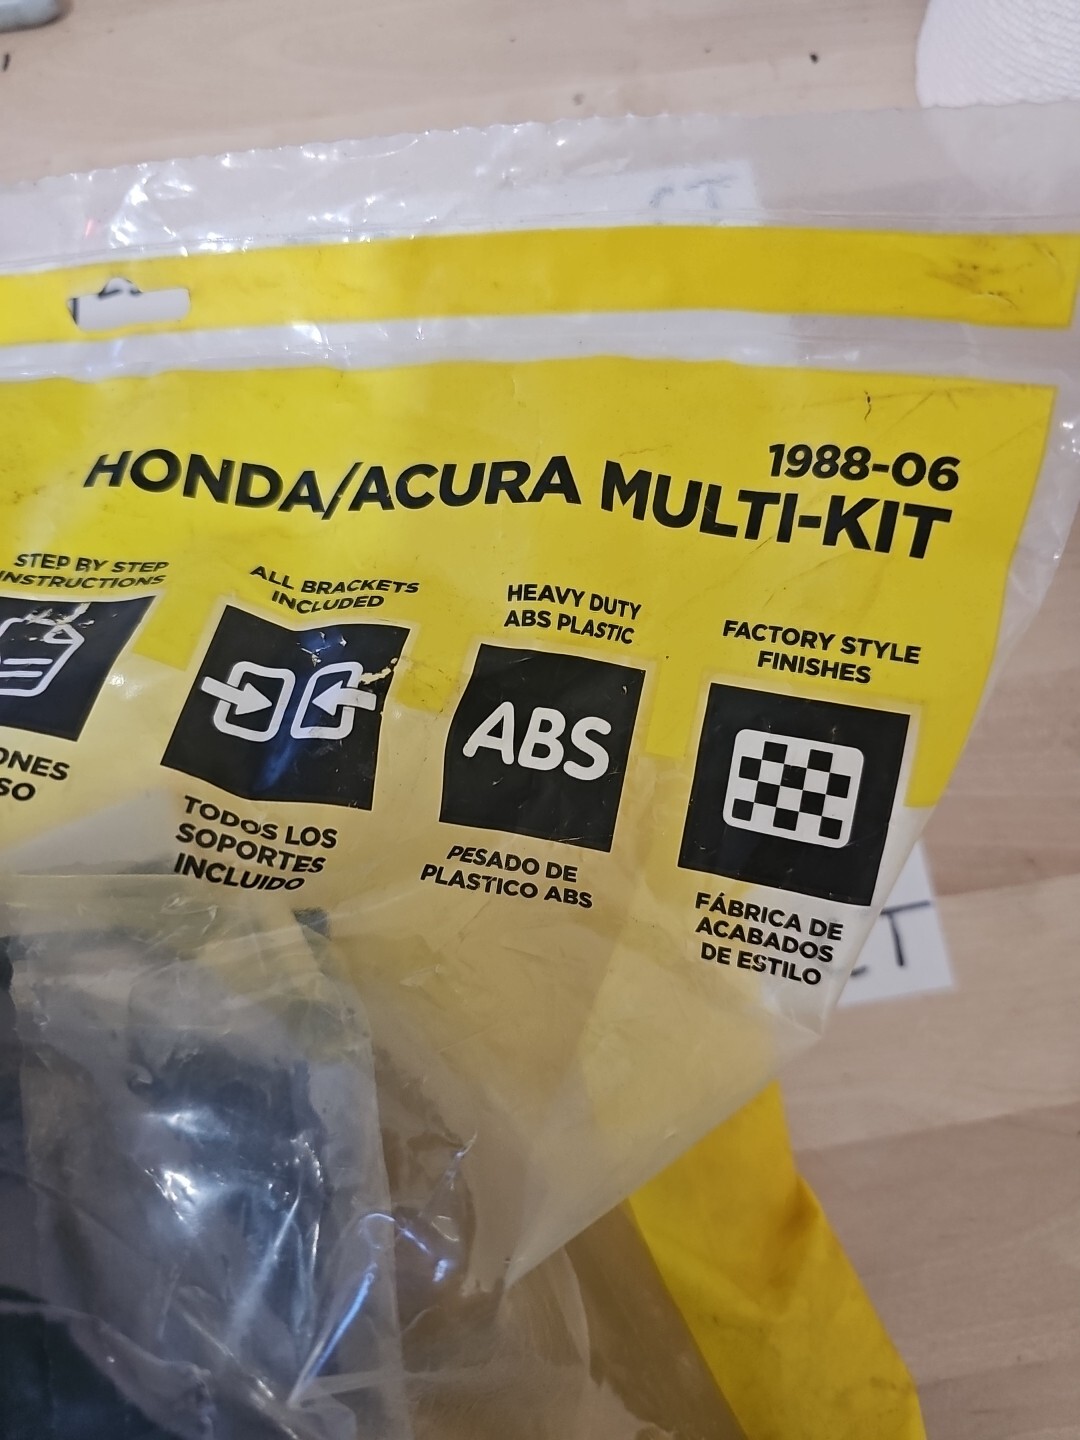 1988-06
HONDA/ACURA MULTI-KIT
STEP BY STEP
INSTRUCTIONS
ALL BRACKETS
INCLUDED
HEAVY DUTY
ABS PLASTIC
FACTORY STYLE
FINISHES
ABS
TODOS LOS
SOPORTES
INCLUIDO
PESADO DE
PLASTICO ABS
FÁBRICA DE
ACABADOS
DE ESTILO